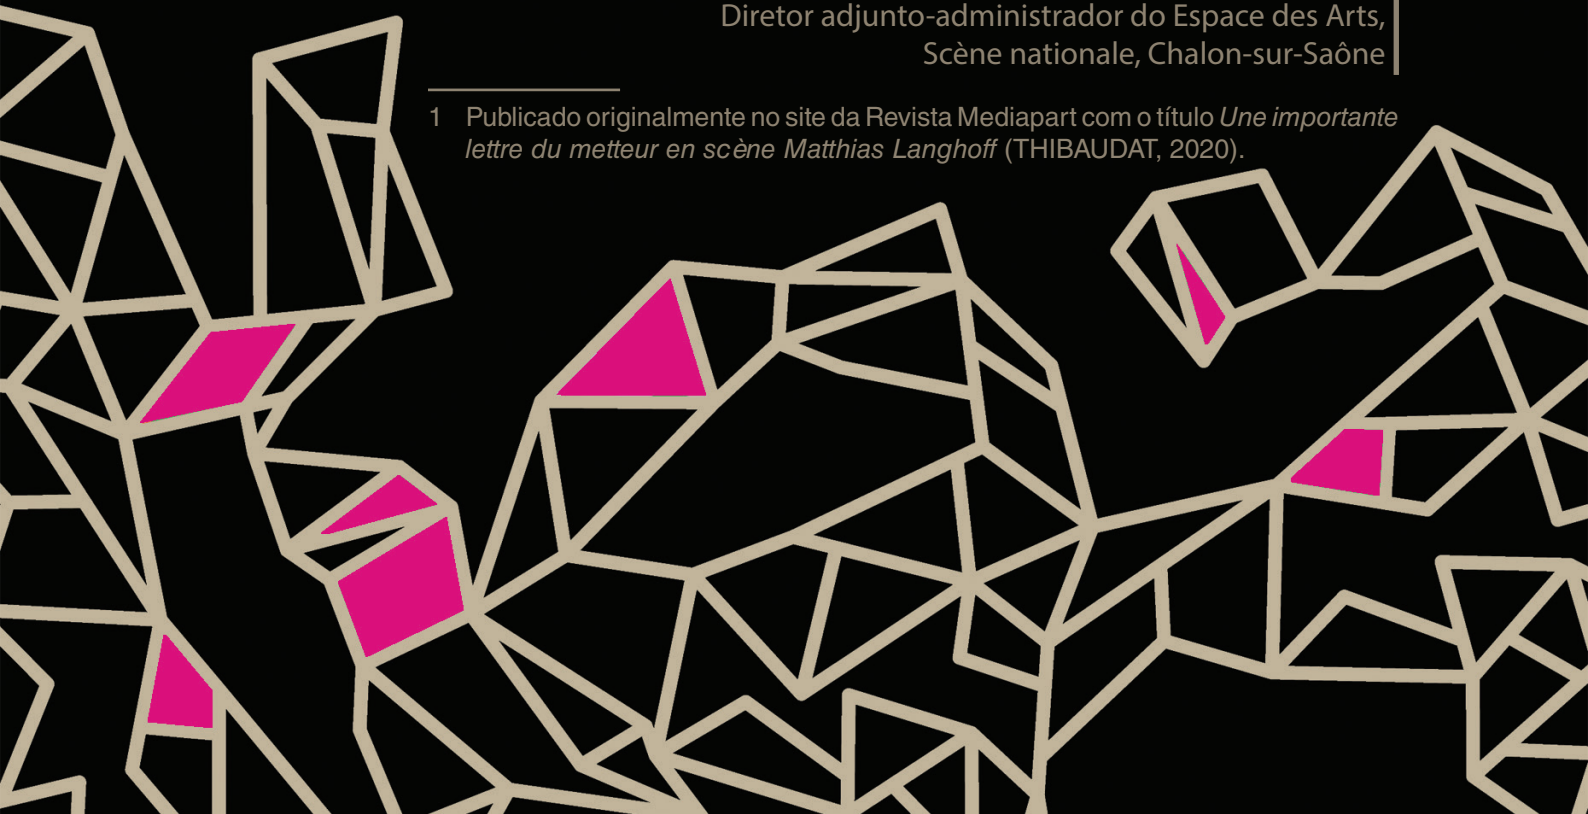 Diretor adjunto-administrador do Espace des Arts,
Scène nationale, Chalon-sur-Saône
1 Publicado originalmente no site da Revista Mediapart com o título Une importante
lettre du metteur en scène Matthias Langhoff (THIBAUDAT, 2020).